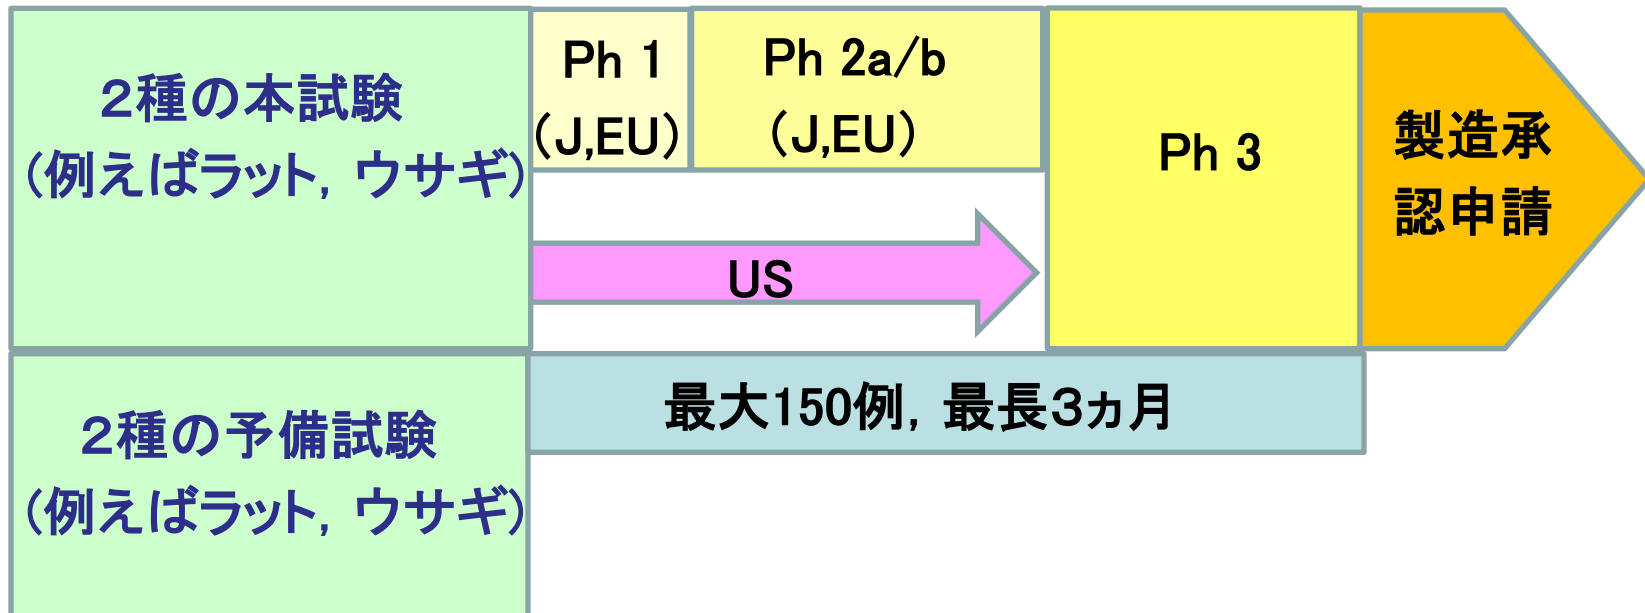 ２種の本試験
(例えばラット，ウサギ)
Ph 1
(J,EU)
Ph 2a/b
(J,EU)
US
Ph 3
製造承
認申請
２種の予備試験
(例えばラット，ウサギ)
最大150例，最長３ヵ月